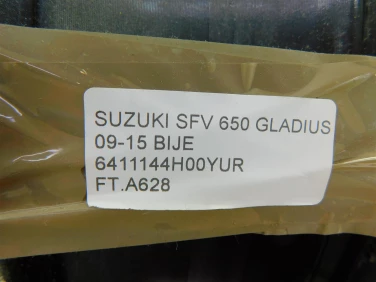 SUZUKI SFV 650 GLADIUS
09-15 BIJE
6411144H00YUR
FT.A628